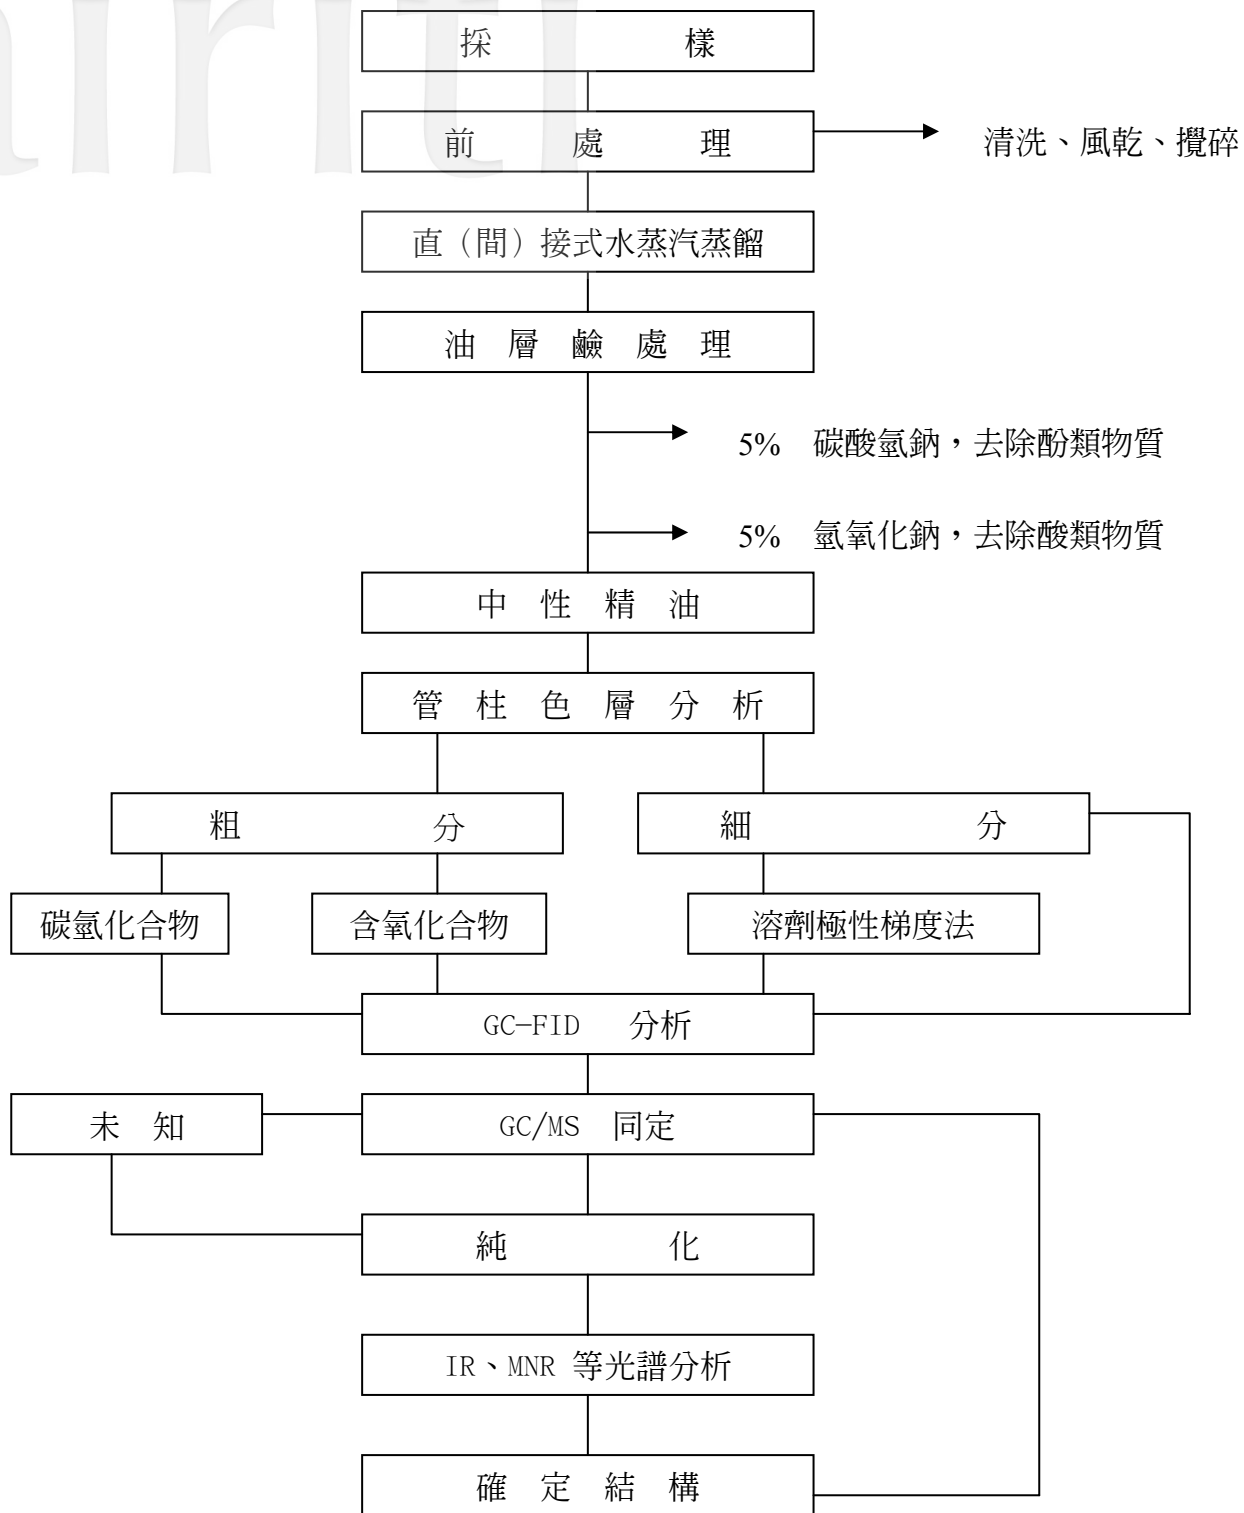 airiti
採 樣
前 處 理
清洗、風乾、攪碎
直（間）接式水蒸汽蒸餾
油 層 鹼 處 理
5% 碳酸氫鈉，去除酚類物質
5% 氫氧化鈉，去除酸類物質
中 性 精 油
管 柱 色 層 分 析
粗 分
細 分
碳氫化合物
含氧化合物
溶劑極性梯度法
GC-FID 分析
未 知
GC/MS 同定
純 化
IR、MNR 等光譜分析
確 定 結 構